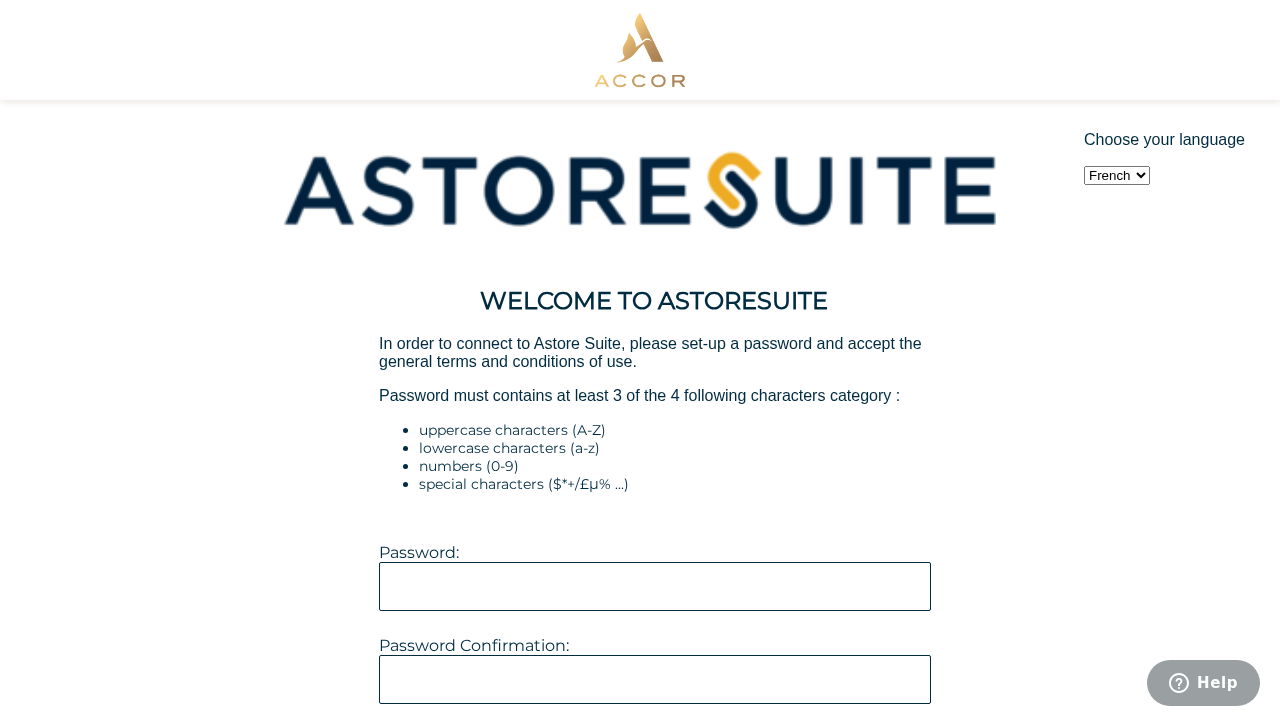 ACCOR
Choose your language
ASTORESUITE
French
WELCOME TO ASTORESUITE
In order to connect to Astore Suite, please set-up a password and accept the
general terms and conditions of use.
Password must contains at least 3 of the 4 following characters category :
uppercase characters (A-Z)
lowercase characters (a-z)
numbers (0-9)
special characters ($*+/£µ% ...)
Password:
Password Confirmation:
Help